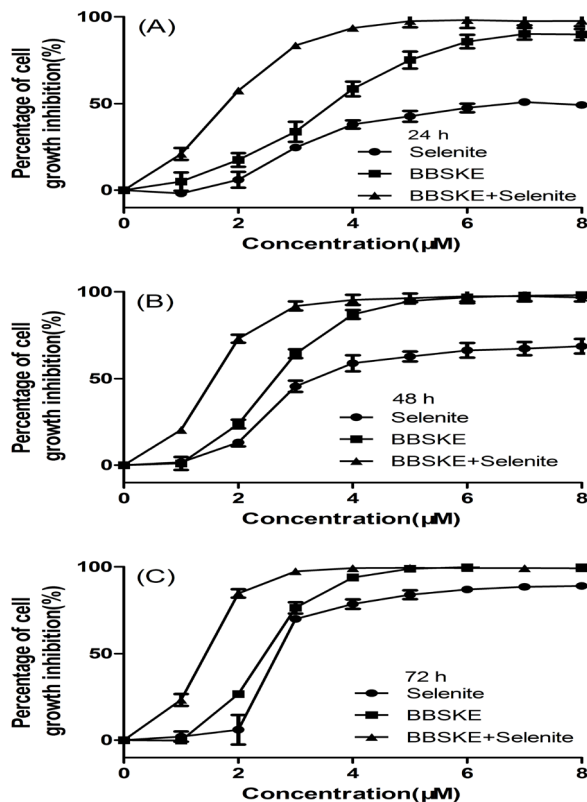 (A)
Percentage of cell
growth inhibition(%)
100
50
0
24 h
Selenite
BBSKE
BBSKE+Selenite
0 2 4 6 8
Concentration(µM)
(B)
Percentage of cell
growth inhibition(%)
100
50
0
48 h
Selenite
BBSKE
BBSKE+Selenite
0 2 4 6 8
Concentration(µM)
(C)
Percentage of cell
growth inhibition(%)
100
50
0
72 h
Selenite
BBSKE
BBSKE+Selenite
0 2 4 6 8
Concentration(µM)